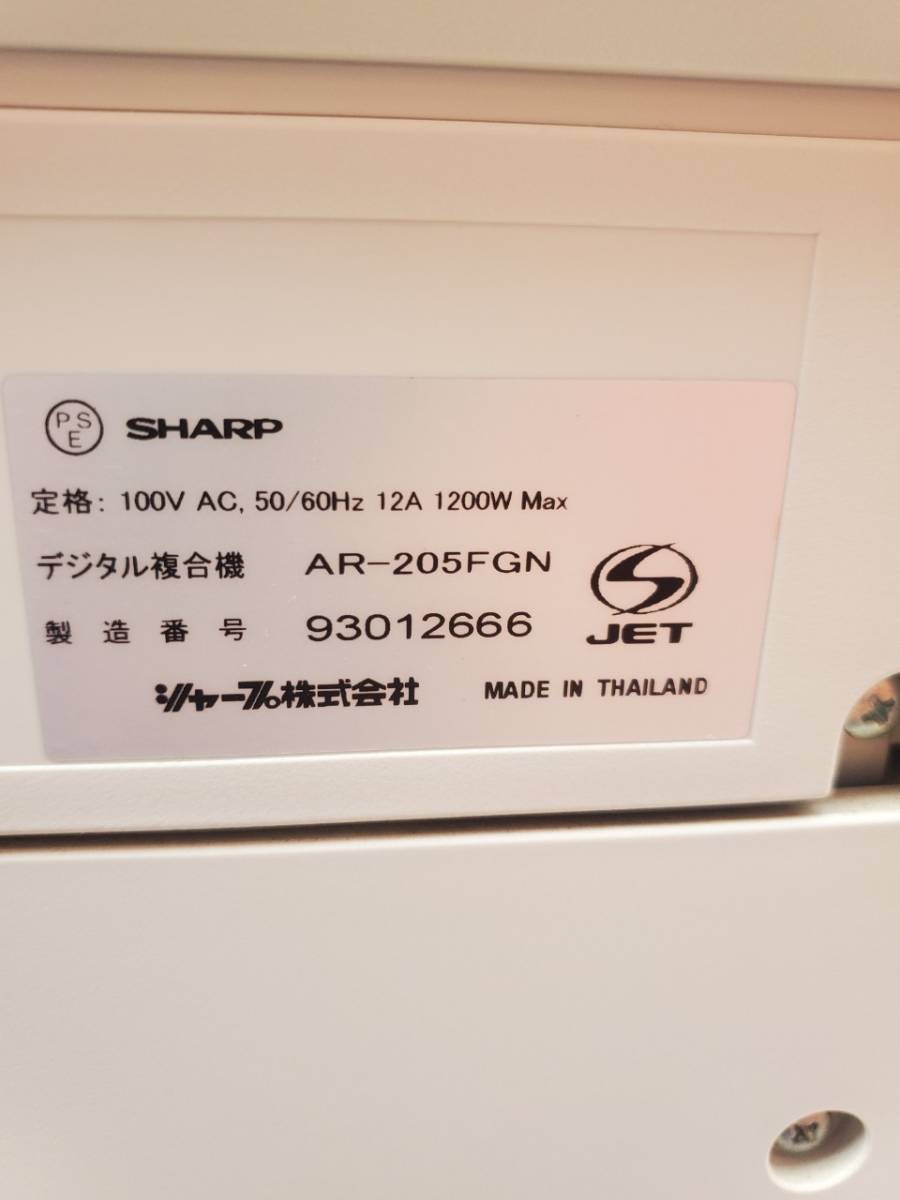 PSE SHARP
定格: 100V AC, 50/60Hz 12A 1200W Max
デジタル複合機 AR-205FGN
製造番号 93012666
JET
シャープ株式会社 MADE IN THAILAND